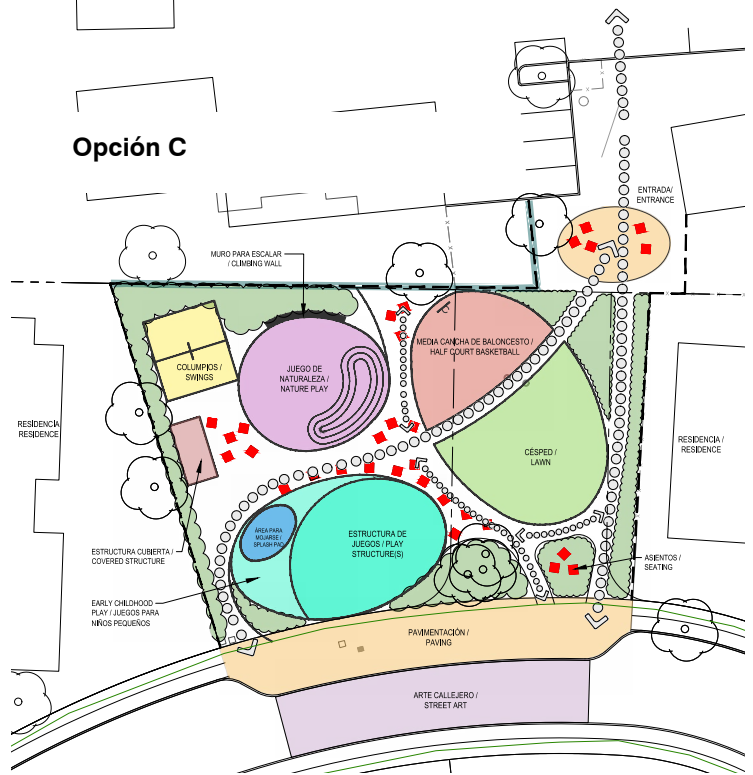 Opción C
ENTRADA/
ENTRANCE
MURO PARA ESCALAR
/ CLIMBING WALL
MEDIA CANCHA DE BALONCESTO /
HALF COURT BASKETBALL
COLUMPIOS /
SWINGS
JUEGO DE
NATURALEZA /
NATURE PLAY
RESIDENCIA
RESIDENCE
CÉSPED /
LAWN
RESIDENCIA /
RESIDENCE
ÁREA PARA
MOJARSE /
SPLASH PAD
ESTRUCTURA DE
JUEGOS / PLAY
STRUCTURE(S)
ESTRUCTURA CUBIERTA /
COVERED STRUCTURE
ASIENTOS /
SEATING
EARLY CHILDHOOD
PLAY / JUEGOS PARA
NIÑOS PEQUEÑOS
PAVIMENTACIÓN /
PAVING
ARTE CALLEJERO /
STREET ART